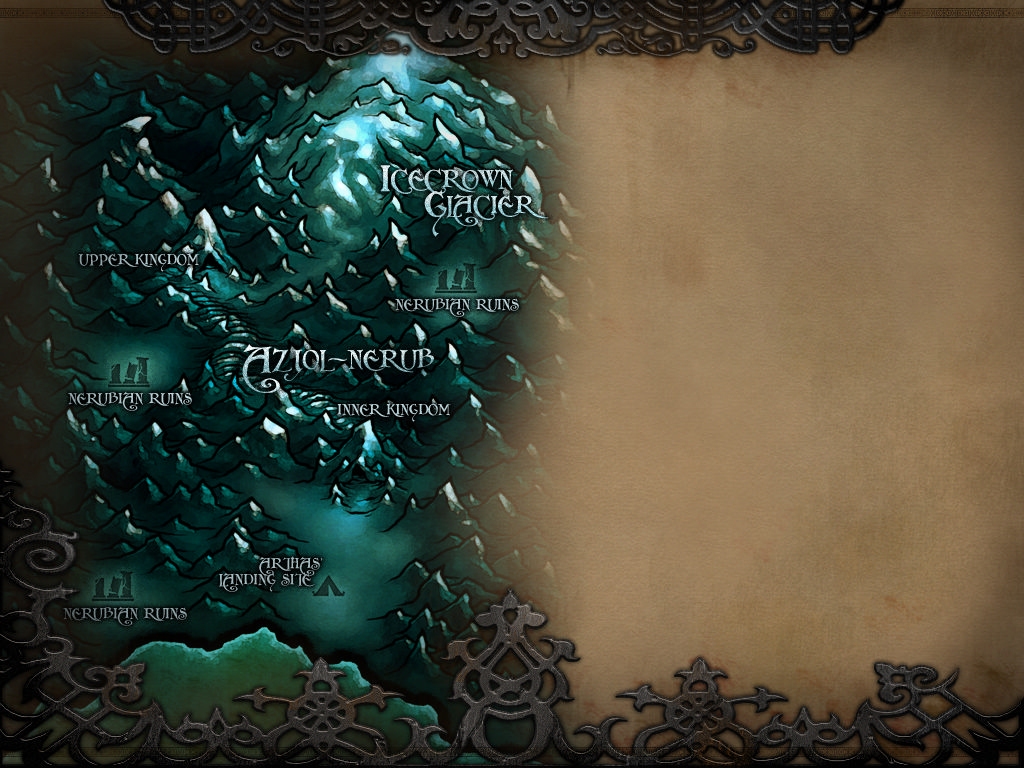 Icecrown
Glacier
Upper Kingdom
Nerubian Ruins
Azjol-Nerub
Nerubian Ruins
Inner Kingdom
Arthas'
Landing Site
Nerubian Ruins